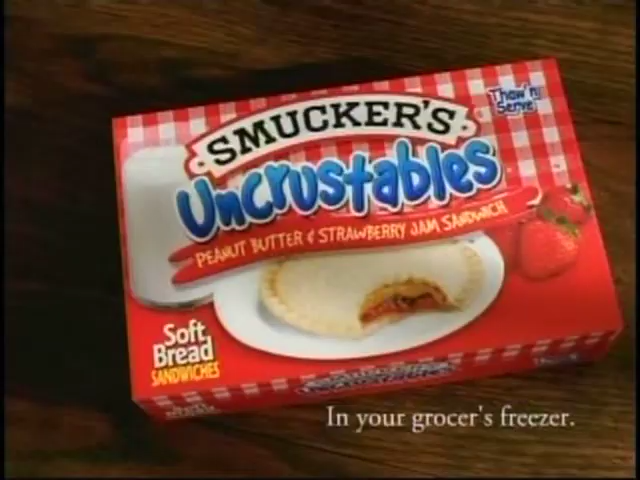 Thaw'n
Serve
SMUCKER'S
Uncrustables
PEANUT BUTTER & STRAWBERRY JAM SANDWICH
Soft
Bread
SANDWICHES
In your grocer's freezer.